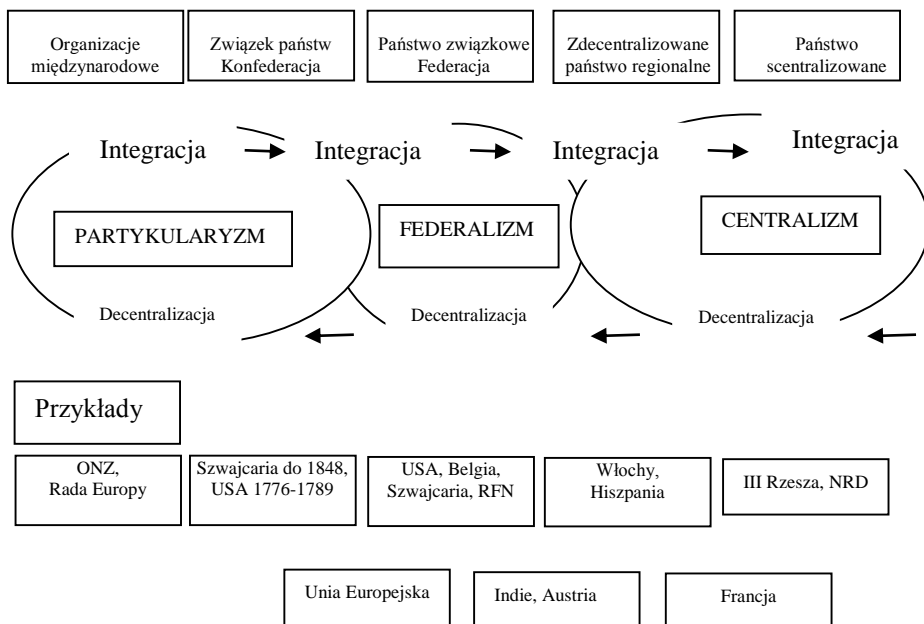 Organizacje
międzynarodowe
Związek państw
Konfederacja
Państwo związkowe
Federacja
Zdecentralizowane
państwo regionalne
Państwo
scentralizowane
Integracja
Integracja
Integracja
Integracja
PARTYKULARYZM
FEDERALIZM
CENTRALIZM
Decentralizacja
Decentralizacja
Decentralizacja
Przykłady
ONZ,
Rada Europy
Szwajcaria do 1848,
USA 1776-1789
USA, Belgia,
Szwajcaria, RFN
Włochy,
Hiszpania
III Rzesza, NRD
Unia Europejska
Indie, Austria
Francja